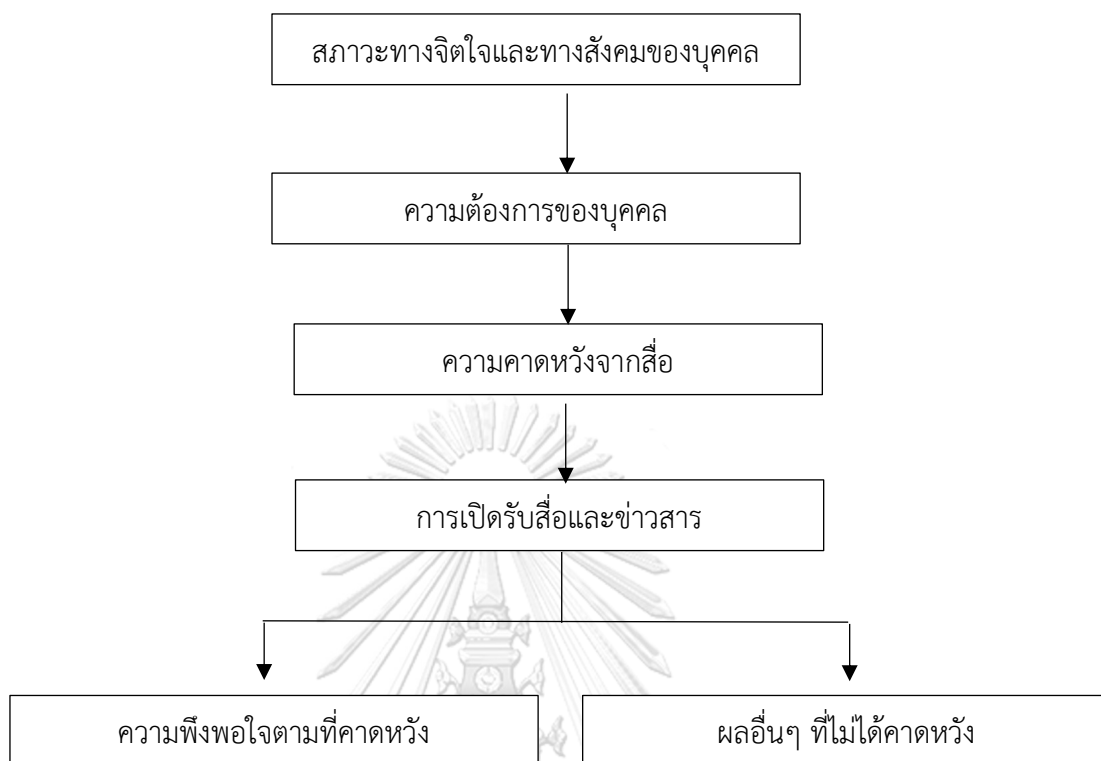 สภาวะทางจิตใจและทางสังคมของบุคคล
ความต้องการของบุคคล
ความคาดหวังจากสื่อ
การเปิดรับสื่อและข่าวสาร
ความพึงพอใจตามที่คาดหวัง
ผลอื่นๆ ที่ไม่ได้คาดหวัง